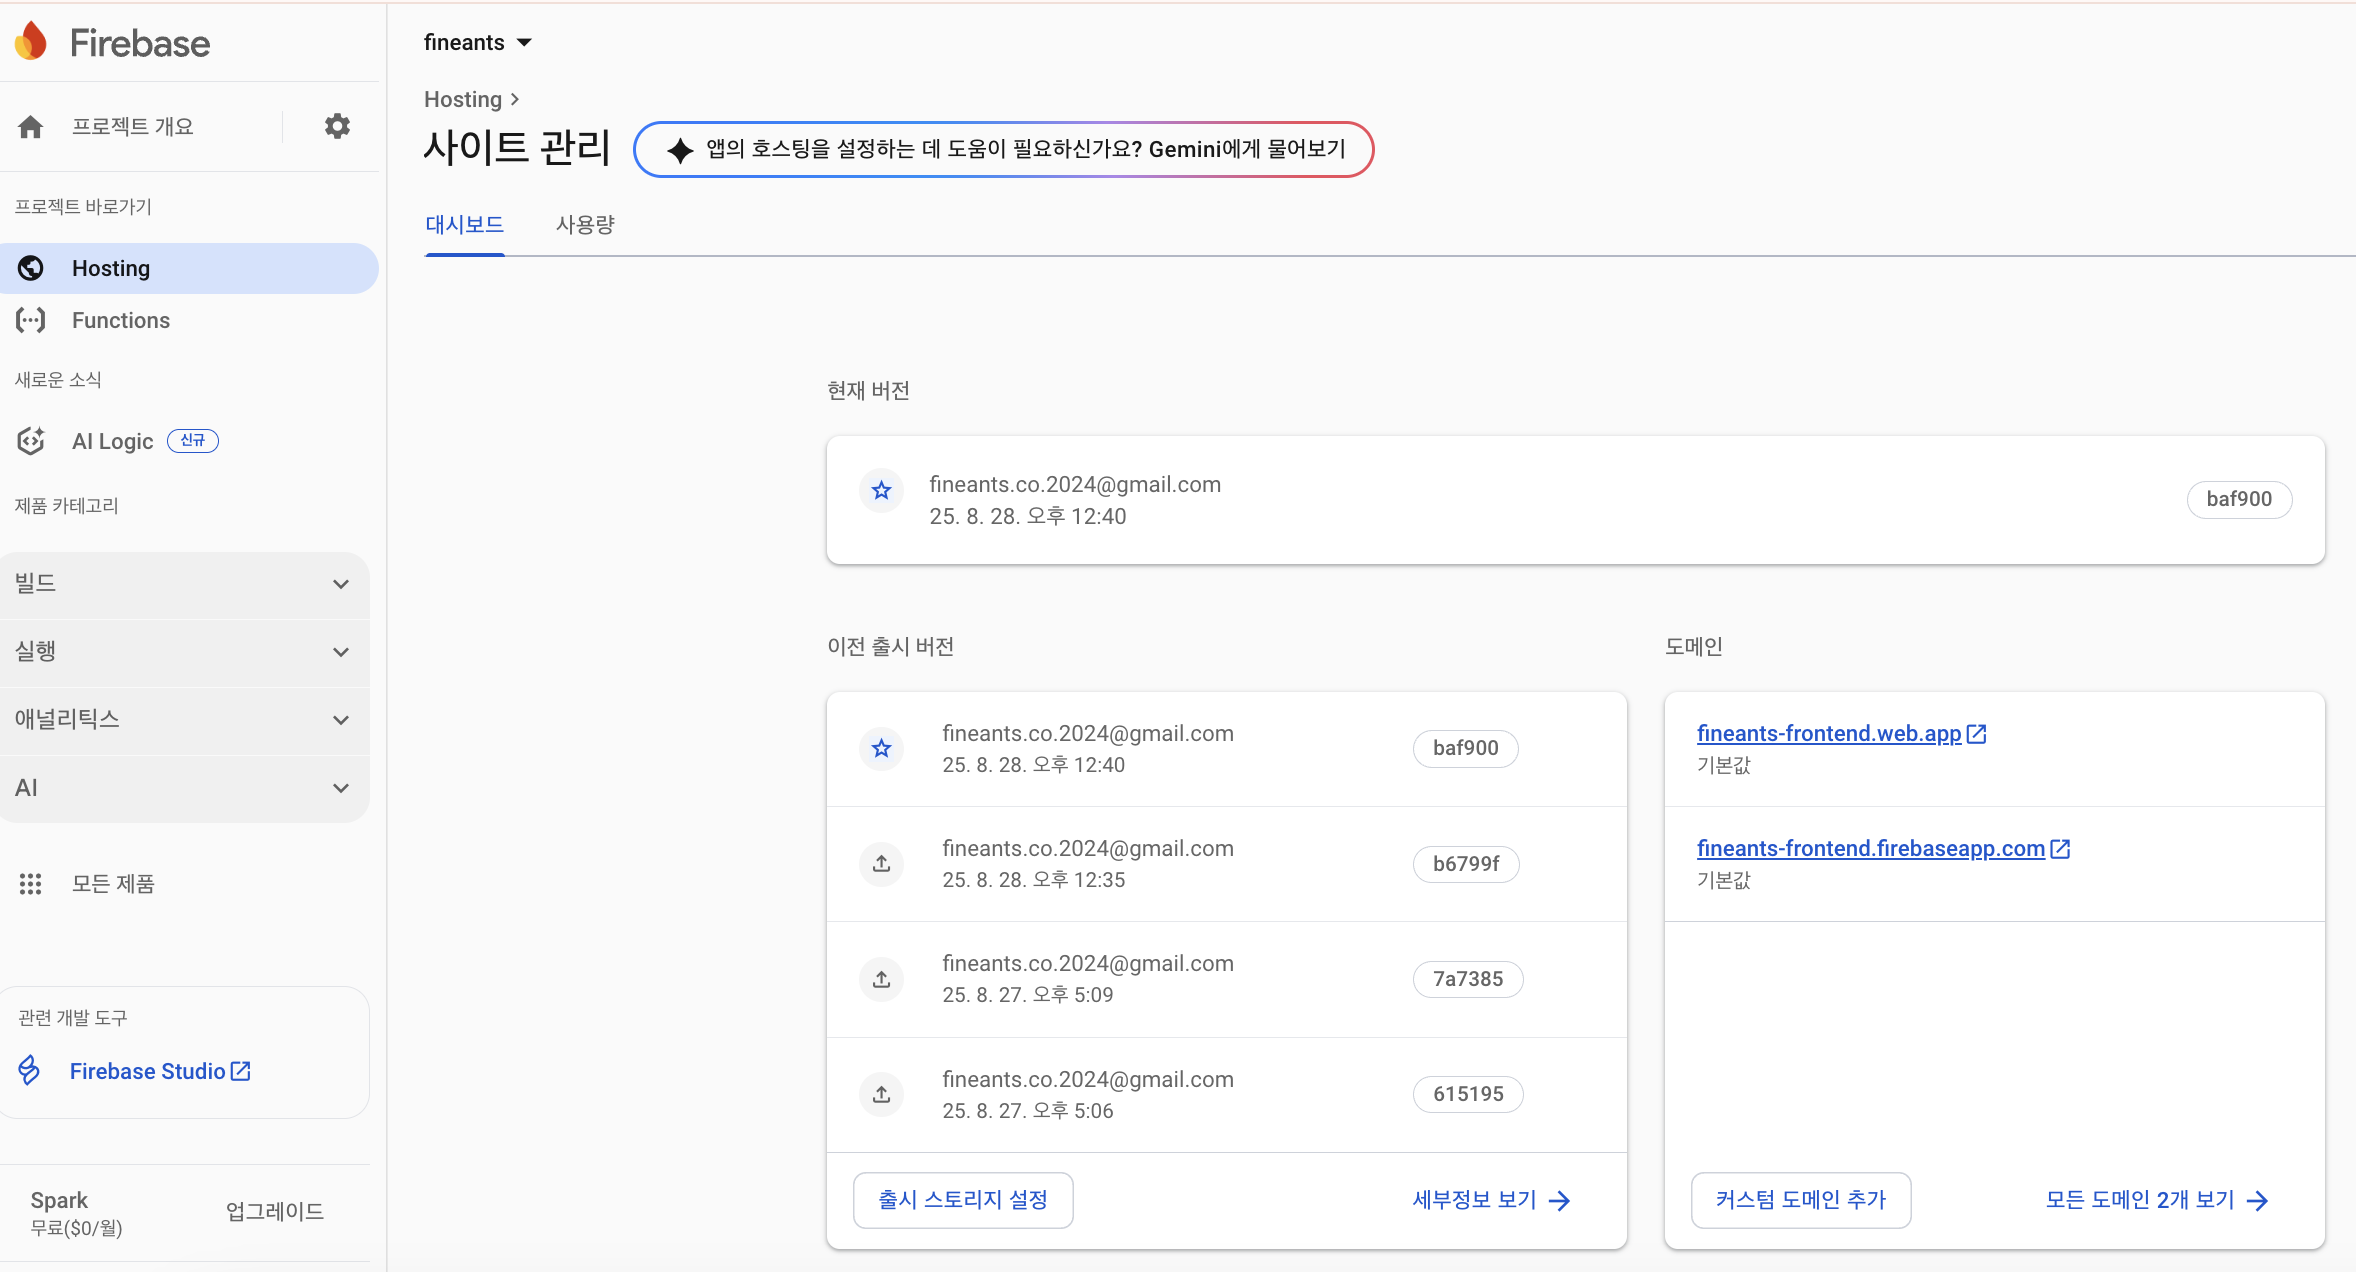 Firebase
프로젝트 개요
프로젝트 바로가기
Hosting
Functions
새로운 소식
AI Logic 신규
제품 카테고리
빌드
실행
애널리틱스
AI
모든 제품
관련 개발 도구
Firebase Studio
Spark
무료($0/월)
업그레이드
fineants
Hosting
사이트 관리
앱의 호스팅을 설정하는 데 도움이 필요하신가요? Gemini에게 물어보기
대시보드 사용량
현재 버전
fineants.co.2024@gmail.com
25. 8. 28. 오후 12:40
baf900
이전 출시 버전
fineants.co.2024@gmail.com
25. 8. 28. 오후 12:40
baf900
fineants.co.2024@gmail.com
25. 8. 28. 오후 12:35
b6799f
fineants.co.2024@gmail.com
25. 8. 27. 오후 5:09
7a7385
fineants.co.2024@gmail.com
25. 8. 27. 오후 5:06
615195
출시 스토리지 설정 세부정보 보기
도메인
fineants-frontend.web.app
기본값
fineants-frontend.firebaseapp.com
기본값
커스텀 도메인 추가 모든 도메인 2개 보기